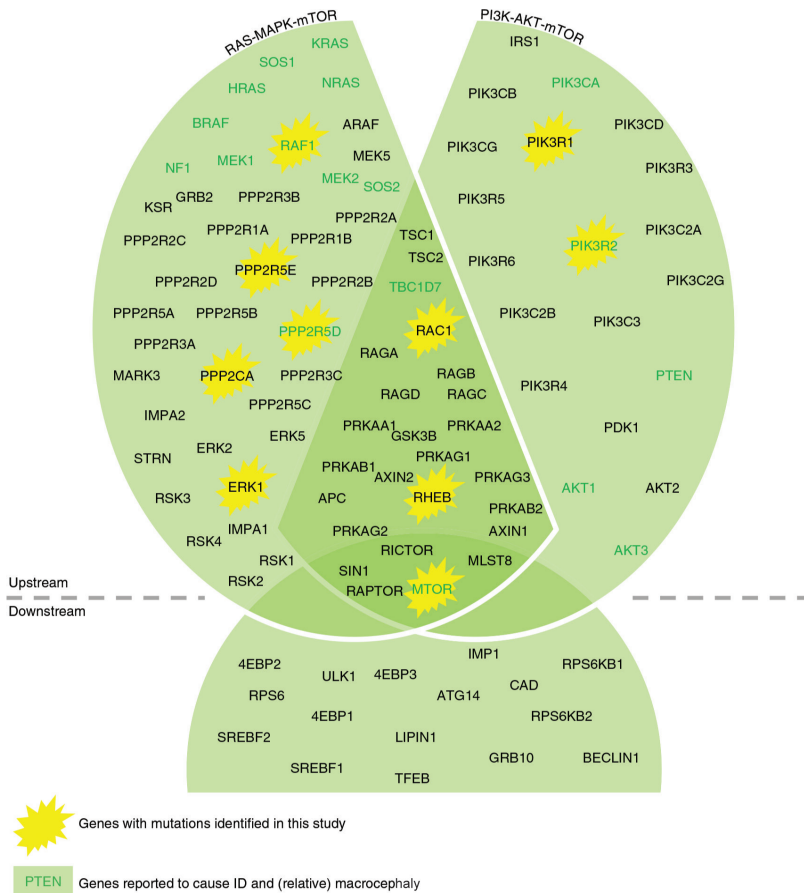 RAS-MAPK-mTOR
PI3K-AKT-mTOR
KRAS
IRS1
SOS1
HRAS
NRAS
PIK3CA
PIK3CB
BRAF
ARAF
PIK3CD
RAF1
PIK3R1
PIK3CG
NF1
MEK1
MEK5
PIK3R3
MEK2
SOS2
KSR
GRB2
PPP2R3B
PIK3R5
PPP2R2A
PPP2R2C
PPP2R1A
PPP2R1B
TSC1
PIK3R2
PIK3C2A
TSC2
PIK3R6
PPP2R5E
PPP2R2D
PPP2R2B
TBC1D7
PIK3C2G
PPP2R5A
PPP2R5B
PPP2R5D
RAC1
PIK3C2B
PIK3C3
PPP2R3A
RAGA
MARK3
PPP2CA
PPP2R3C
RAGB
PTEN
RAGD
RAGC
PIK3R4
IMPA2
PPP2R5C
PRKAA1
PRKAA2
GSK3B
PDK1
ERK5
ERK2
STRN
PRKAG1
PRKAB1
AXIN2
PRKAG3
RSK3
ERK1
APC
RHEB
AKT1
AKT2
PRKAB2
IMPA1
PRKAG2
AXIN1
RSK4
RICTOR
AKT3
RSK1
SIN1
MLST8
RSK2
RAPTOR
MTOR
Upstream
Downstream
IMP1
4EBP2
4EBP3
RPS6KB1
ULK1
CAD
RPS6
ATG14
4EBP1
RPS6KB2
SREBF2
LIPIN1
GRB10
BECLIN1
SREBF1
TFEB
Genes with mutations identified in this study
PTEN Genes reported to cause ID and (relative) macrocephaly